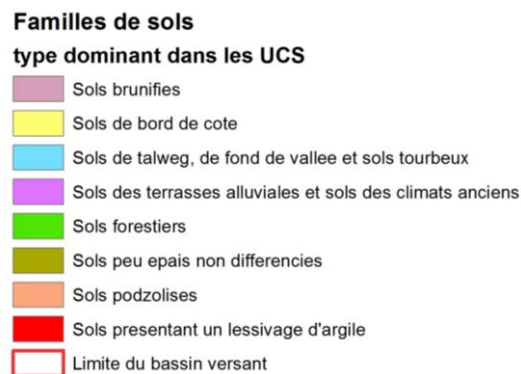 Familles de sols
type dominant dans les UCS
Sols brunifies
Sols de bord de cote
Sols de talweg, de fond de vallee et sols tourbeux
Sols des terrasses alluviales et sols des climats anciens
Sols forestiers
Sols peu epais non differencies
Sols podzolises
Sols presentant un lessivage d'argile
Limite du bassin versant